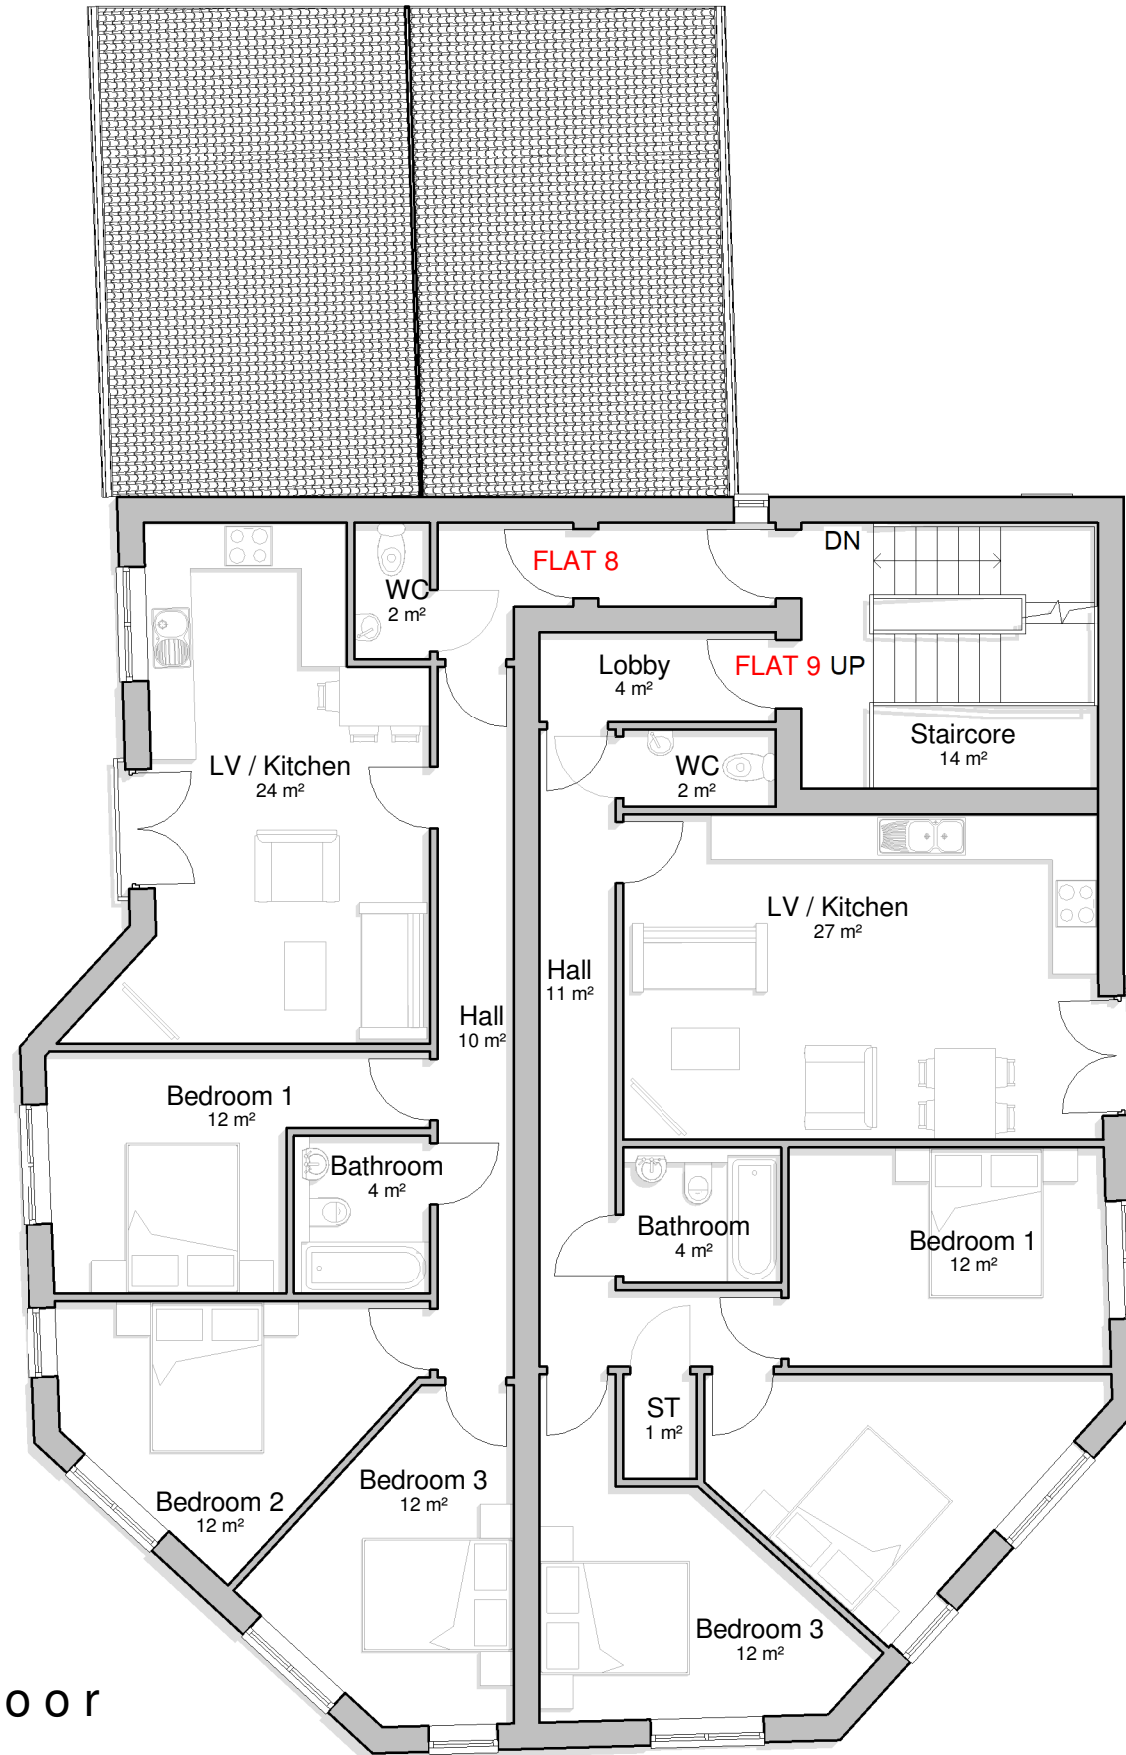 DN
FLAT 8
WC
2 m²
Lobby
4 m²
FLAT 9 UP
Staircore
14 m²
LV / Kitchen
24 m²
WC
2 m²
LV / Kitchen
27 m²
Hall
11 m²
Hall
10 m²
Bedroom 1
12 m²
Bathroom
4 m²
Bathroom
4 m²
Bedroom 1
12 m²
ST
1 m²
Bedroom 3
12 m²
Bedroom 2
12 m²
Bedroom 3
12 m²
oor